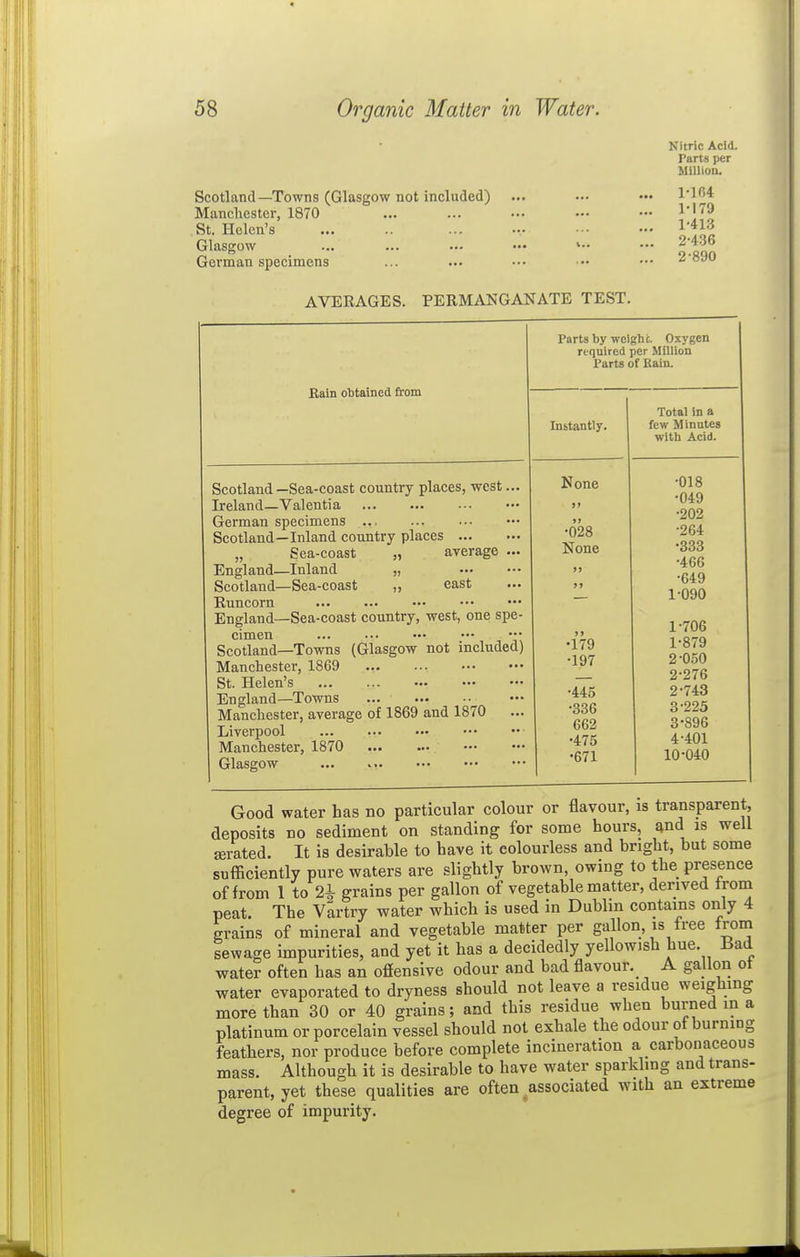 58 Organic Matter in Water.
Nitric Acid.
Parts per
Million.
Scotland—Towns (Glasgow not included) ... ... ... 1·164
Manchester, 1870 ... ... ... ... ... 1·179
St. Helen's ... .. ... ... ... ... 1·413
Glasgow ... ... ... ... ... ... 2·436
German specimens ... ... ... ... ... 2·890
AVERAGES. PERMANGANATE TEST.
Rain obtained from
Parts by weight. Oxygen
required per Million
Parts of Rain.
Instantly.
Total in a
few Minutes
with Acid.
Scotland—Sea-coast country places, west... None ·018
Ireland—Valentia ... ... ... ... „ ·049
German specimens ... ... ... ... „ ·202
Scotland—Inland country places ... ... ·028 ·264
„ Sea-coast „ average ... None ·333
England—Inland „ ... ... „ ·466
Scotland—Sea-coast „ east ... „ ·649
Runcorn ... ... ... ... ... — 1·090
England—Sea-coast country, west, one spe-
cimen ... ... ... ... ... „ 1·706
Scotland—Towns (Glasgow not included) ·179 1·879
Manchester, 1869 ... ... ... ... ·197 2·050
St. Helen's ... ... ... ... ... — 2·276
England—Towns ... ... .. ... ·445 2·743
Manchester, average of 1869 and 1870 ... ·336 3·225
Liverpool ... ... ... ... .. 662 3·896
Manchester, 1870 ... ... ... ... ·475 4·401
Glasgow ... ... ... ... ... ·671 10·040
Good water has no particular colour or flavour, is transparent,
deposits no sediment on standing for some hours, and is well
ærated. It is desirable to have it colourless and bright, but some
sufficiently pure waters are slightly brown, owing to the presence
of from 1 to 2½ grains per gallon of vegetable matter, derived from
peat. The Vartry water which is used in Dublin contains only 4
grains of mineral and vegetable matter per gallon, is free from
sewage impurities, and yet it has a decidedly yellowish hue. Bad
water often has an offensive odour and bad flavour. A gallon of
water evaporated to dryness should not leave a residue weighing
more than 30 or 40 grains; and this residue when burned in a
platinum or porcelain vessel should not exhale the odour of burning
feathers, nor produce before complete incineration a carbonaceous
mass. Although it is desirable to have water sparkling and trans-
parent, yet these qualities are often associated with an extreme
degree of impurity.